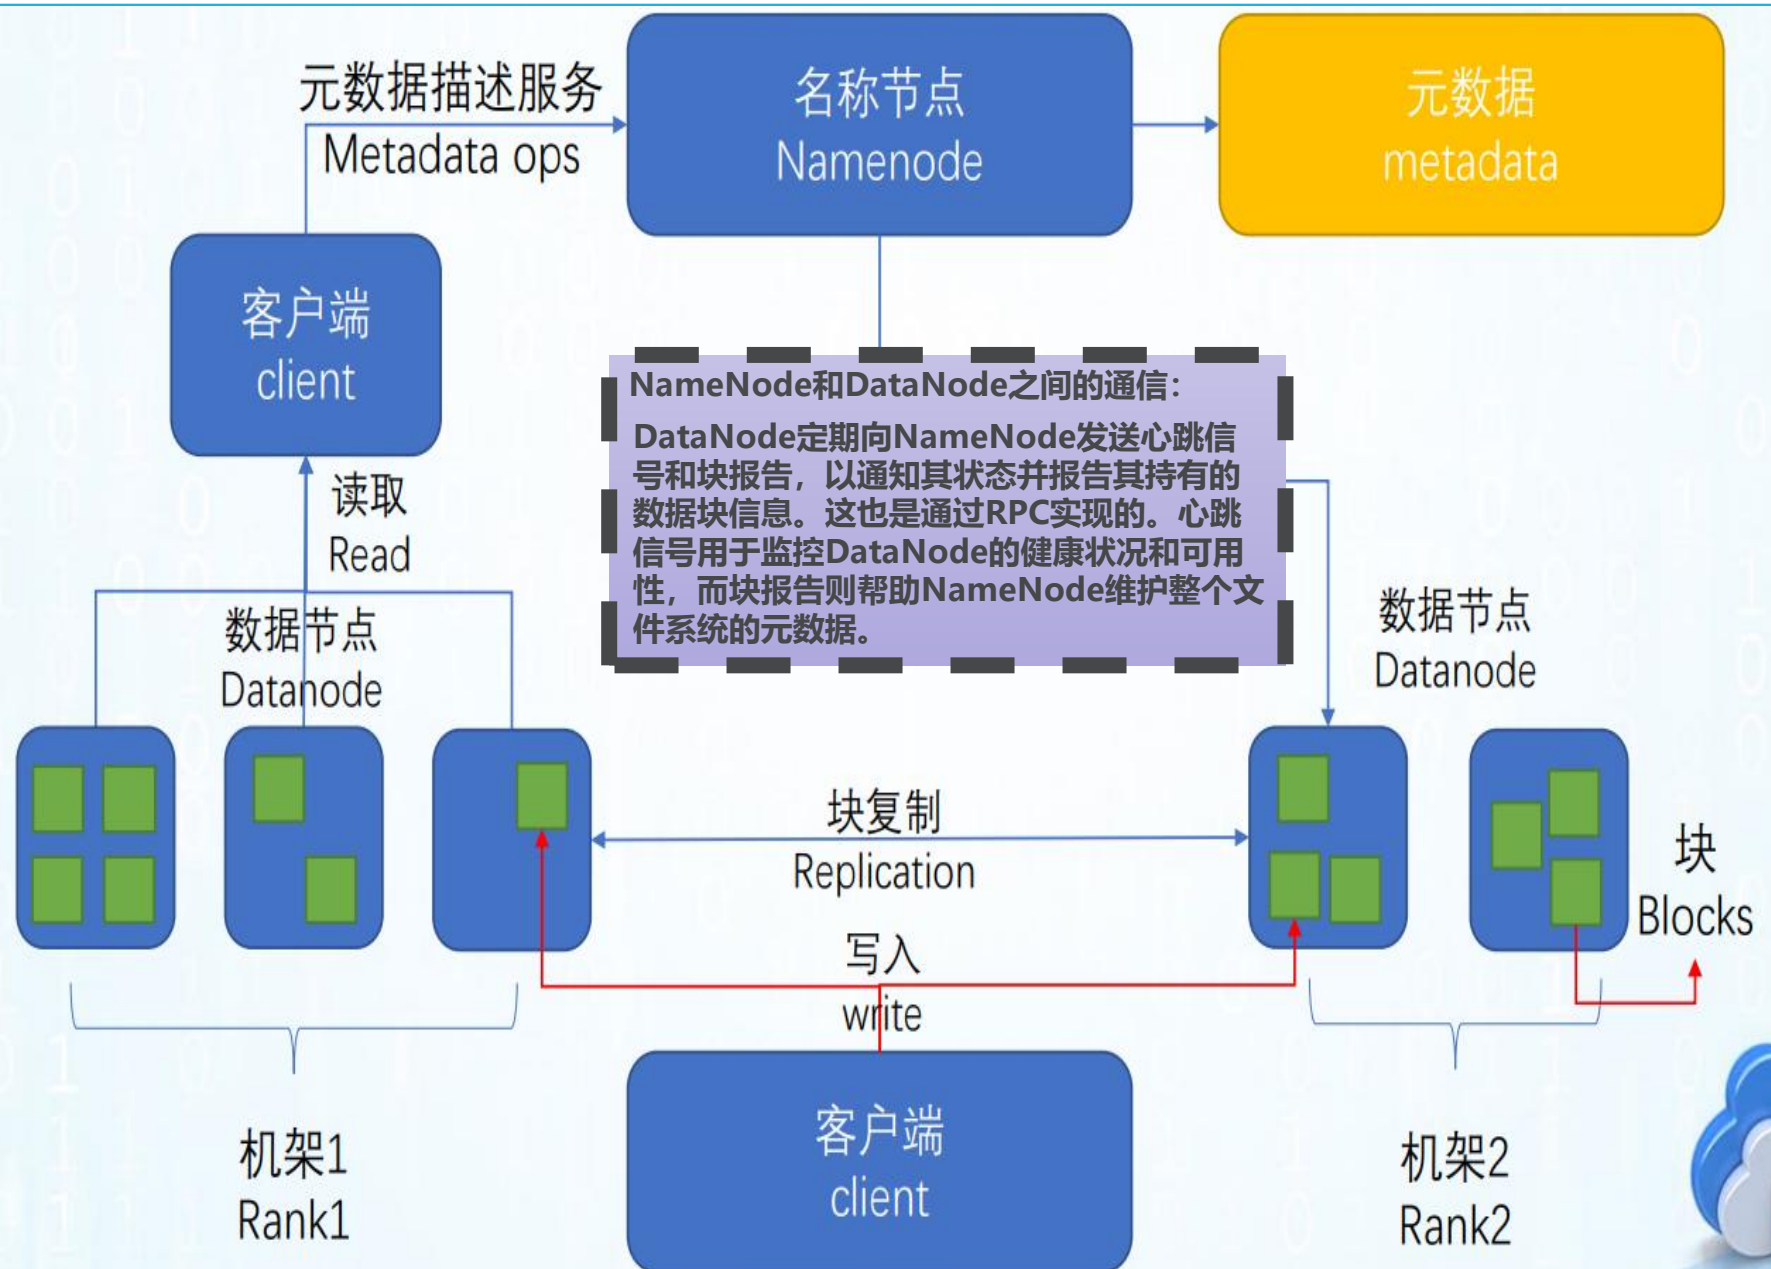 元数据描述服务
Metadata ops
名称节点
Namenode
元数据
metadata
客户端
client
NameNode和DataNode之间的通信：
DataNode定期向NameNode发送心跳信
号和块报告，以通知其状态并报告其持有的
数据块信息。这也是通过RPC实现的。心跳
信号用于监控DataNode的健康状况和可用
性，而块报告则帮助NameNode维护整个文
件系统的元数据。
读取
Read
数据节点
Datanode
数据节点
Datanode
块复制
Replication
块
Blocks
写入
write
客户端
client
机架1
Rank1
机架2
Rank2